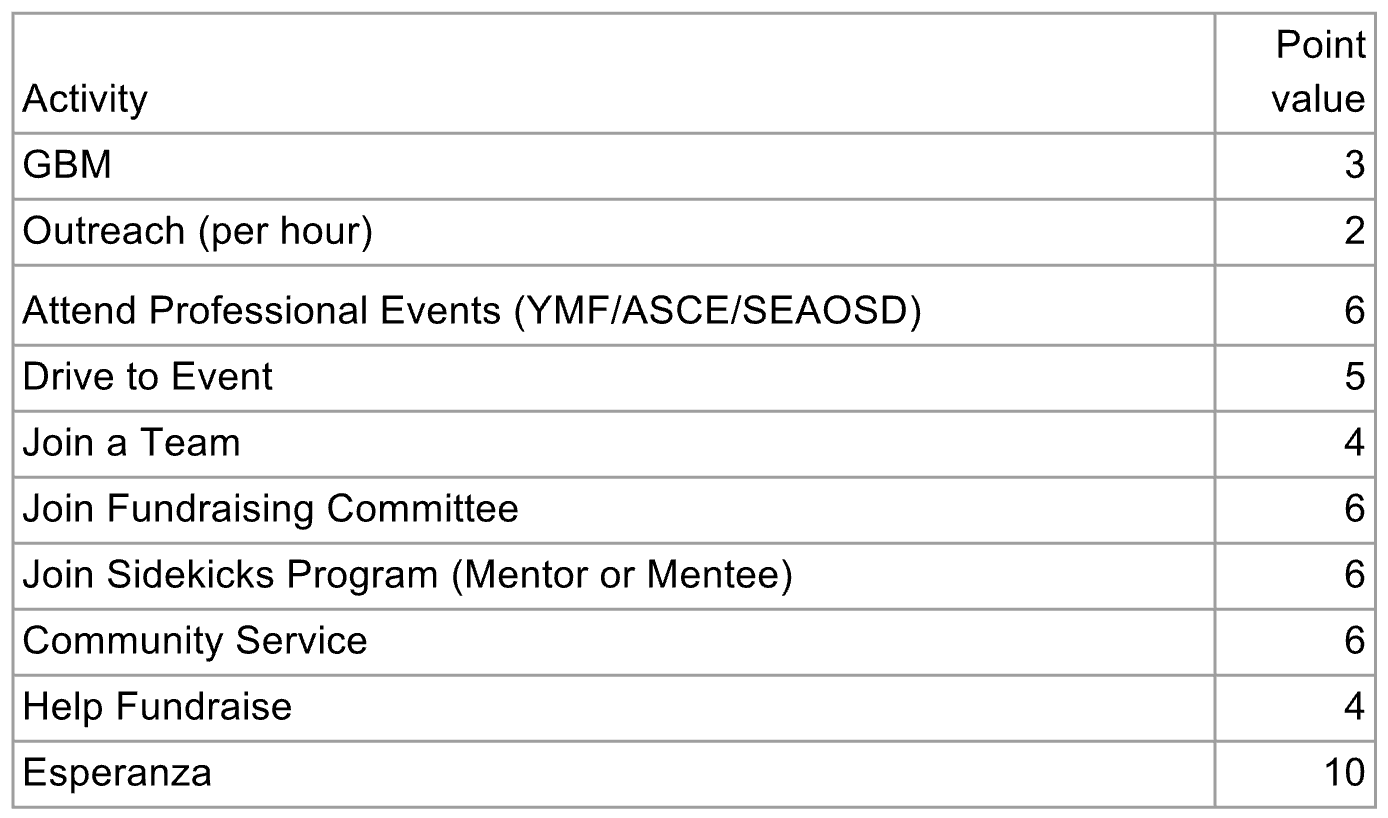 Activity Point value
GBM 3
Outreach (per hour) 2
Attend Professional Events (YMF/ASCE/SEAOSD) 6
Drive to Event 5
Join a Team 4
Join Fundraising Committee 6
Join Sidekicks Program (Mentor or Mentee) 6
Community Service 6
Help Fundraise 4
Esperanza 10